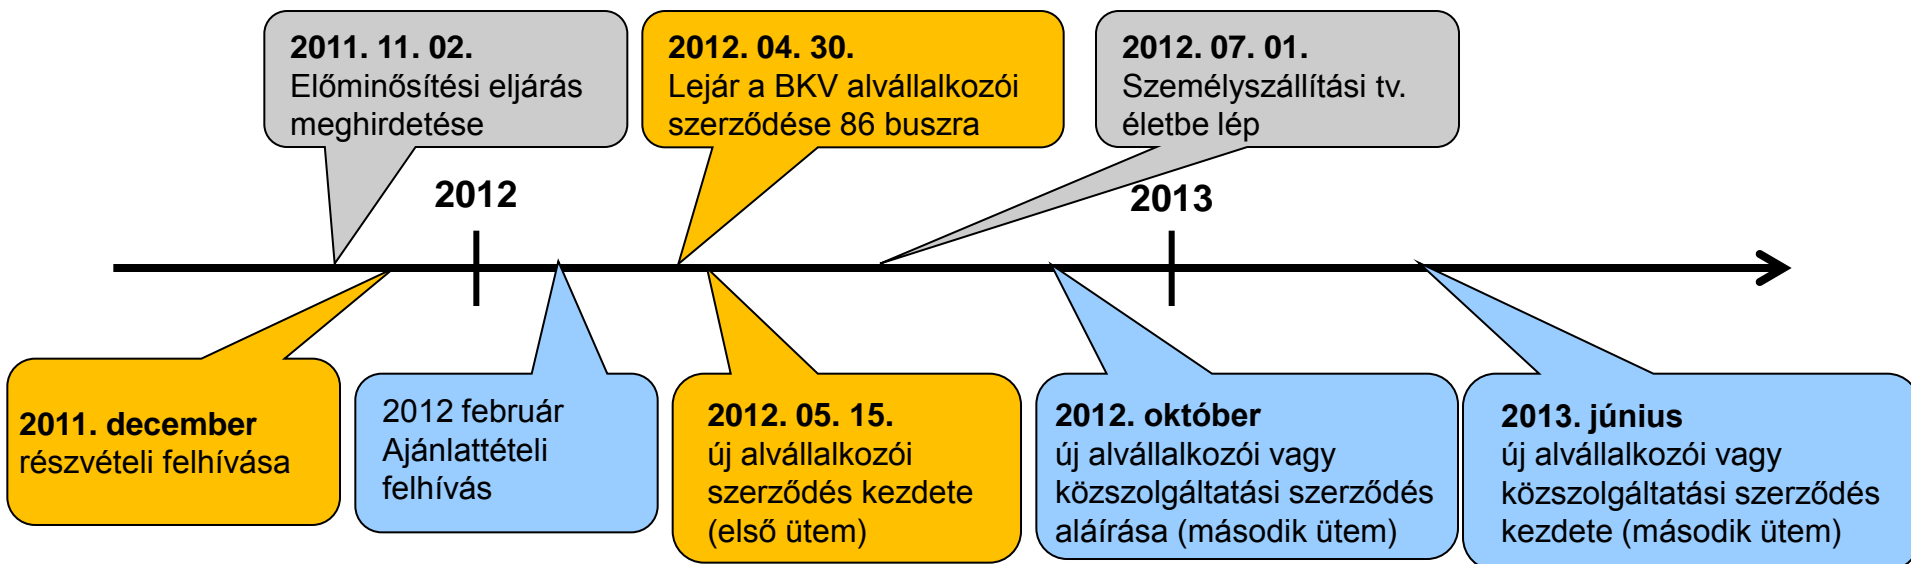 2011. 11. 02.
Előminősítési eljárás
meghirdetése
2012. 04. 30.
Lejár a BKV alvállalkozói
szerződése 86 buszra
2012. 07. 01.
Személyszállítási tv.
életbe lép
2012
2013
2011. december
részvételi felhívása
2012 február
Ajánlattételi
felhívás
2012. 05. 15.
új alvállalkozói
szerződés kezdete
(első ütem)
2012. október
új alvállalkozói vagy
közszolgáltatási szerződés
aláírása (második ütem)
2013. június
új alvállalkozói vagy
közszolgáltatási szerződés
kezdete (második ütem)